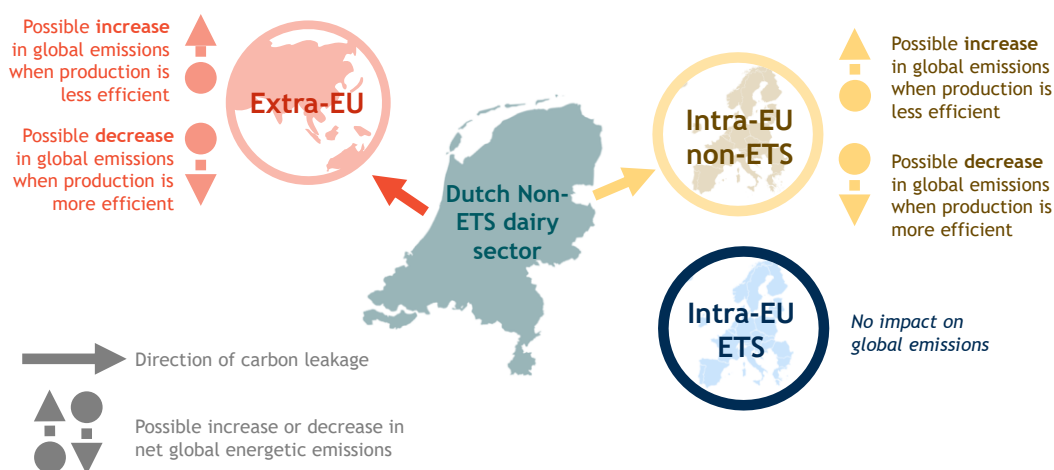 Possible increase
in global emissions
when production is
less efficient
Possible decrease
in global emissions
when production is
more efficient
Extra-EU
Dutch Non-
ETS dairy
sector
Intra-EU
non-ETS
Possible increase
in global emissions
when production is
less efficient
Possible decrease
in global emissions
when production is
more efficient
Intra-EU
ETS
No impact on
global emissions
Direction of carbon leakage
Possible increase or decrease in
net global energetic emissions